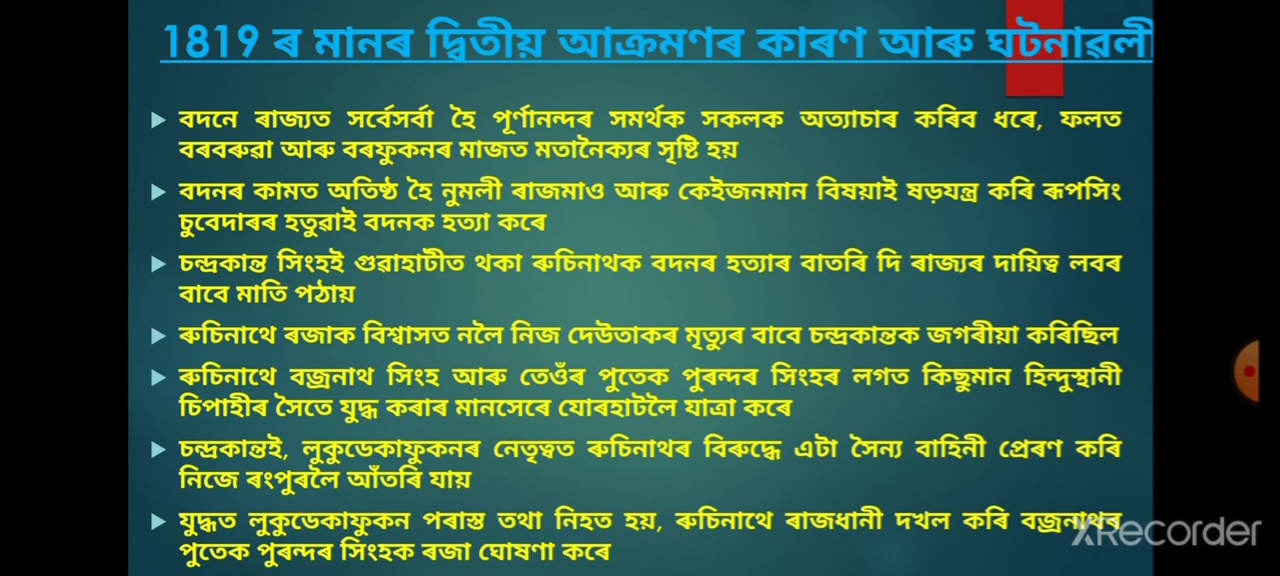 1819 ৰ মানৰ দ্বিতীয় আক্ৰমণৰ কাৰণ আৰু ঘটনাৱলী
বদনে ৰাজ্যত সৰ্বেসৰ্বা হৈ পূৰ্ণানন্দৰ সমৰ্থক সকলক অত্যাচাৰ কৰিব ধৰে, ফলত
বৰবৰুৱা আৰু বৰফুকনৰ মাজত মতানৈক্যৰ সৃষ্টি হয়
বদনৰ কামত অতিষ্ঠ হৈ নুমলী ৰাজমাও আৰু কেইজনমান বিষয়াই ষড়যন্ত্ৰ কৰি ৰূপসিং
চুবেদাৰৰ হতুৱাই বদনক হত্যা কৰে
চন্দ্ৰকান্ত সিংহই গুৱাহাটীত থকা ৰুচিনাথক বদনৰ হত্যাৰ বাতৰি দি ৰাজ্যৰ দায়িত্ব লবৰ
বাবে মাতি পঠায়
ৰুচিনাথে ৰজাক বিশ্বাসত নলৈ নিজ দেউতাকৰ মৃত্যুৰ বাবে চন্দ্ৰকান্তক জগৰীয়া কৰিছিল
ৰুচিনাথে বজ্ৰনাথ সিংহ আৰু তেওঁৰ পুতেক পুৰন্দৰ সিংহৰ লগত কিছুমান হিন্দুস্থানী
চিপাহীৰ সৈতে যুদ্ধ কৰাৰ মানসেৰে যোৰহাটলৈ যাত্ৰা কৰে
চন্দ্ৰকান্তই, লুকুডেকাফুকনৰ নেতৃত্বত ৰুচিনাথৰ বিৰুদ্ধে এটা সৈন্য বাহিনী প্ৰেৰণ কৰি
নিজে ৰংপুৰলৈ আঁতৰি যায়
যুদ্ধত লুকুডেকাফুকন পৰাস্ত তথা নিহত হয়, ৰুচিনাথে ৰাজধানী দখল কৰি বজ্ৰনাথৰ
পুতেক পুৰন্দৰ সিংহক ৰজা ঘোষণা কৰে
XRecorder